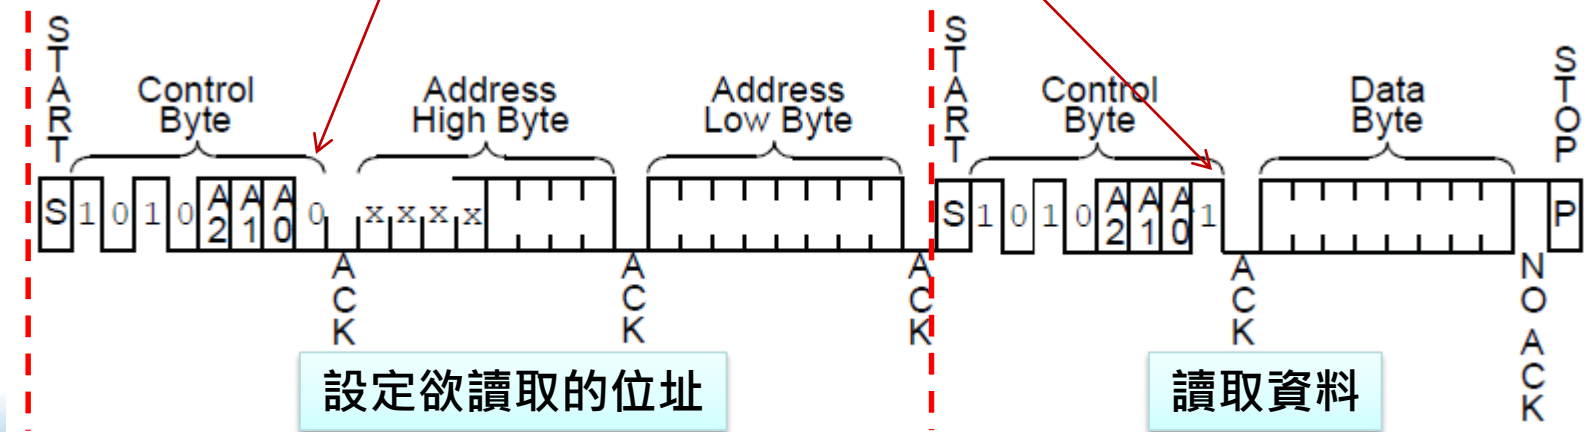 START
Control
Byte
Address
High Byte
Address
Low Byte
START
Control
Byte
Data
Byte
STOP
S 1 0 1 0 A2 A1 A0 0 x x x x S 1 0 1 0 A2 A1 A0 1 P
ACK
ACK
ACK
ACK
NO ACK
設定欲讀取的位址
讀取資料